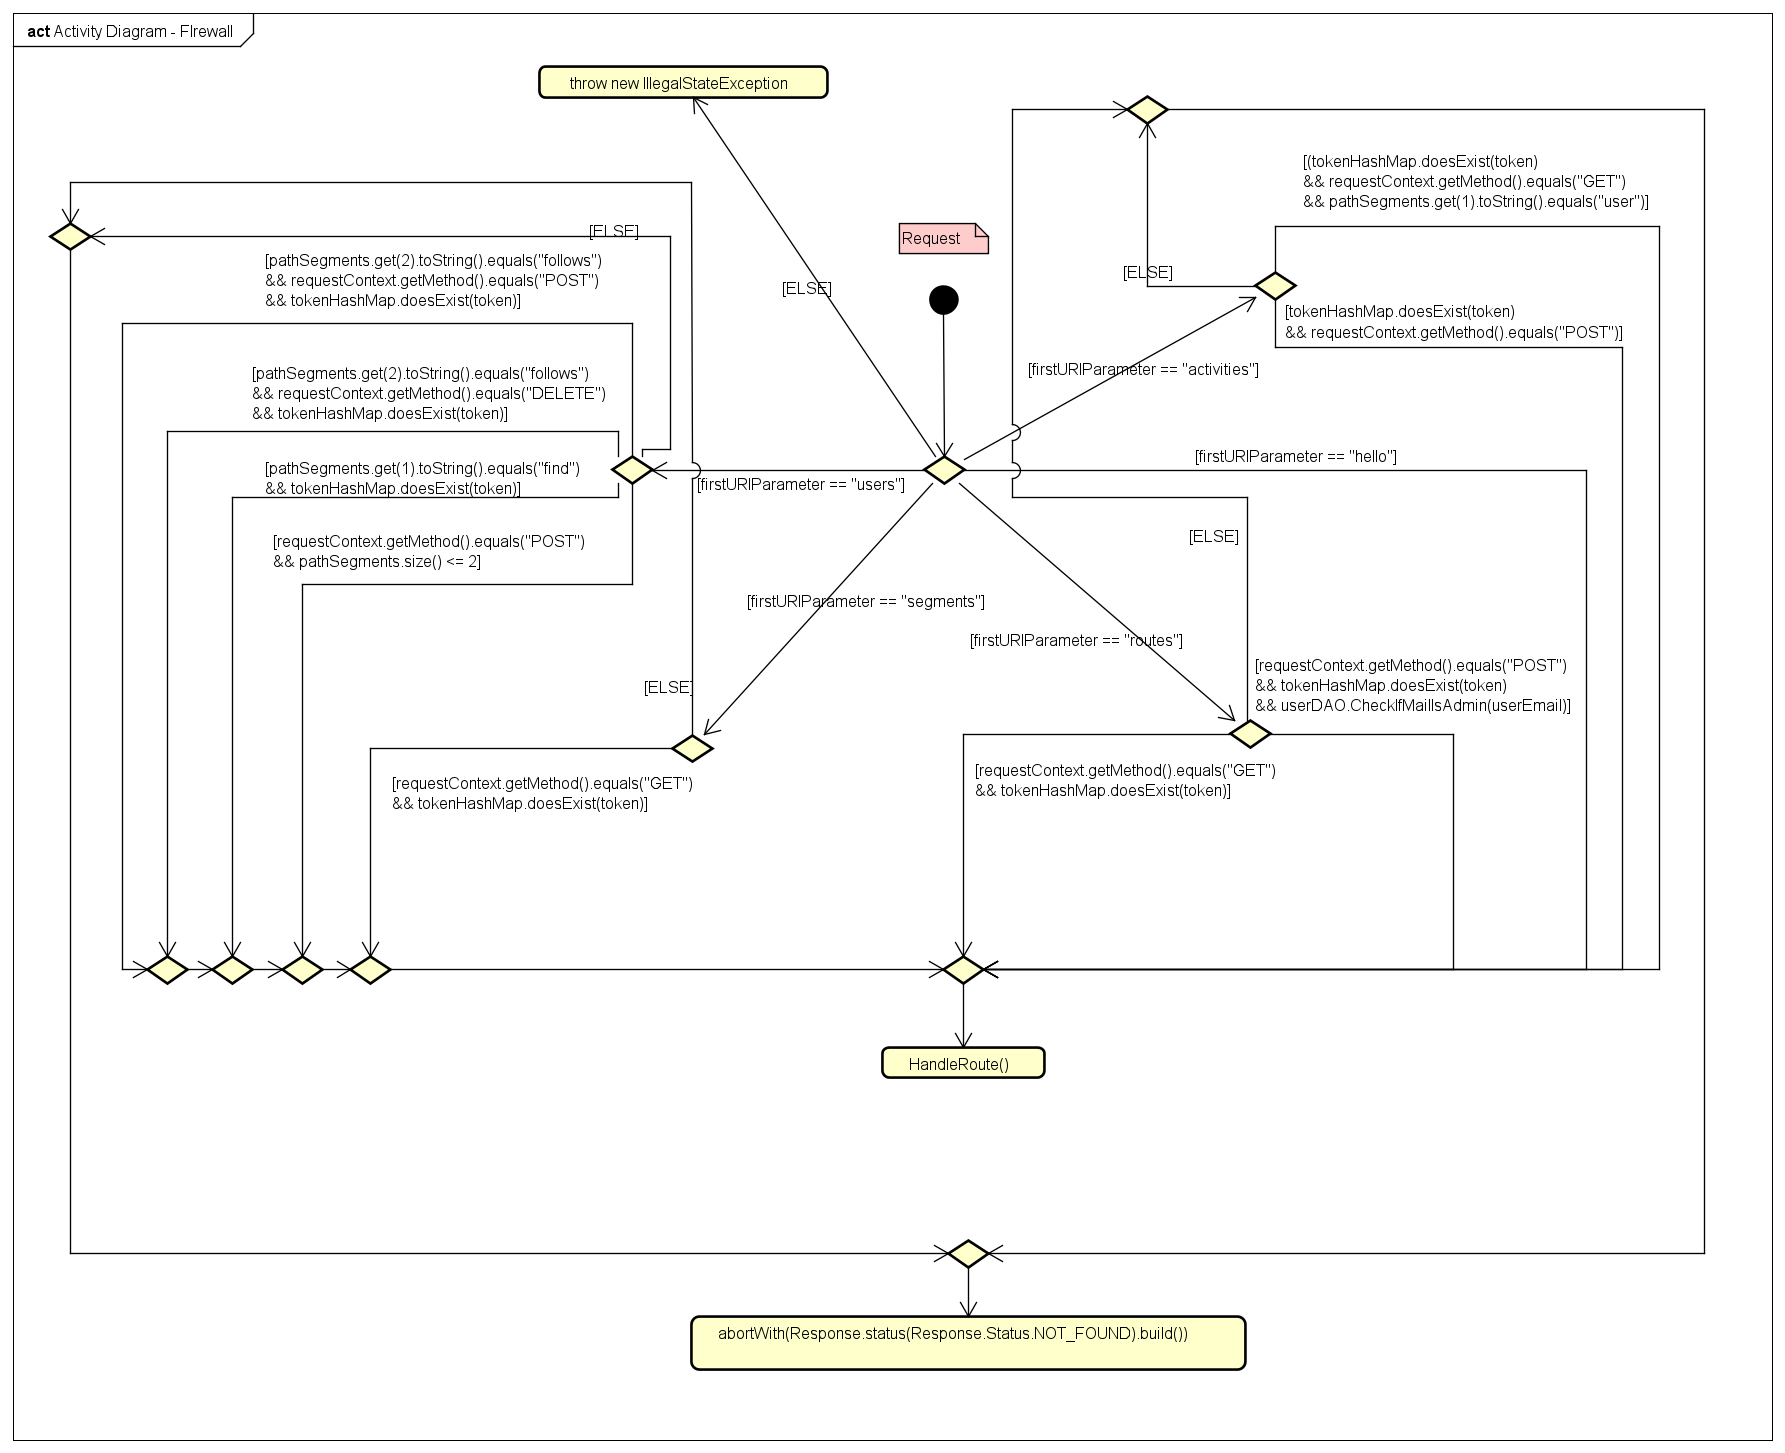 act Activity Diagram - FIrewall
throw new IllegalStateException
[(tokenHashMap.doesExist(token)
&& requestContext.getMethod().equals("GET")
&& pathSegments.get(1).toString().equals("user")]
[ELSE]
Request
[pathSegments.get(2).toString().equals("follows")
&& requestContext.getMethod().equals("POST")
&& tokenHashMap.doesExist(token)]
[ELSE]
[ELSE]
[tokenHashMap.doesExist(token)
&& requestContext.getMethod().equals("POST")]
[firstURIParameter == "activities"]
[pathSegments.get(2).toString().equals("follows")
&& requestContext.getMethod().equals("DELETE")
&& tokenHashMap.doesExist(token)]
[firstURIParameter == "hello"]
[pathSegments.get(1).toString().equals("find")
&& tokenHashMap.doesExist(token)]
[firstURIParameter == "users"]
[ELSE]
[requestContext.getMethod().equals("POST")
&& pathSegments.size() <= 2]
[firstURIParameter == "segments"]
[firstURIParameter == "routes"]
[requestContext.getMethod().equals("POST")
&& tokenHashMap.doesExist(token)
&& userDAO.CheckIfMailIsAdmin(userEmail)]
[ELSE]
[requestContext.getMethod().equals("GET")
&& tokenHashMap.doesExist(token)]
[requestContext.getMethod().equals("GET")
&& tokenHashMap.doesExist(token)]
HandleRoute()
abortWith(Response.status(Response.Status.NOT_FOUND).build())